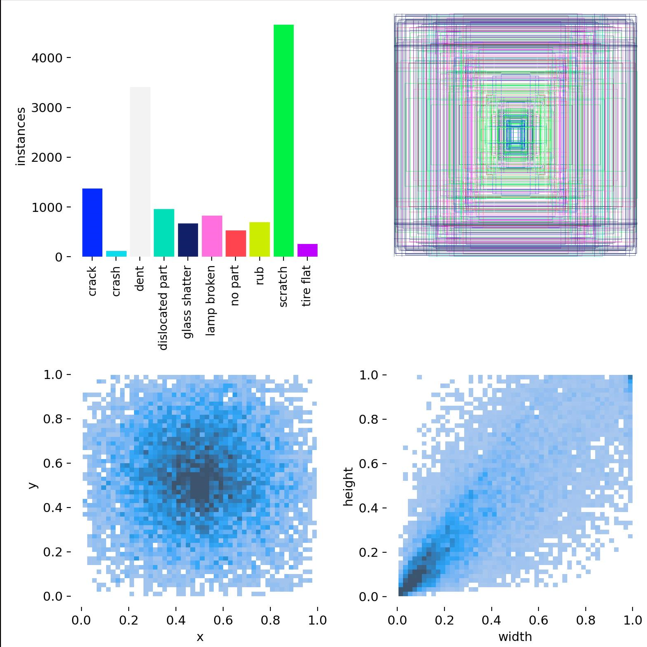 instances
4000
3000
2000
1000
0
crack
crash
dent
dislocated part
glass shatter
lamp broken
no part
rub
scratch
tire flat
y
1.0
0.8
0.6
0.4
0.2
0.0
0.0 0.2 0.4 0.6 0.8 1.0
x
height
1.0
0.8
0.6
0.4
0.2
0.0
0.0 0.2 0.4 0.6 0.8 1.0
width